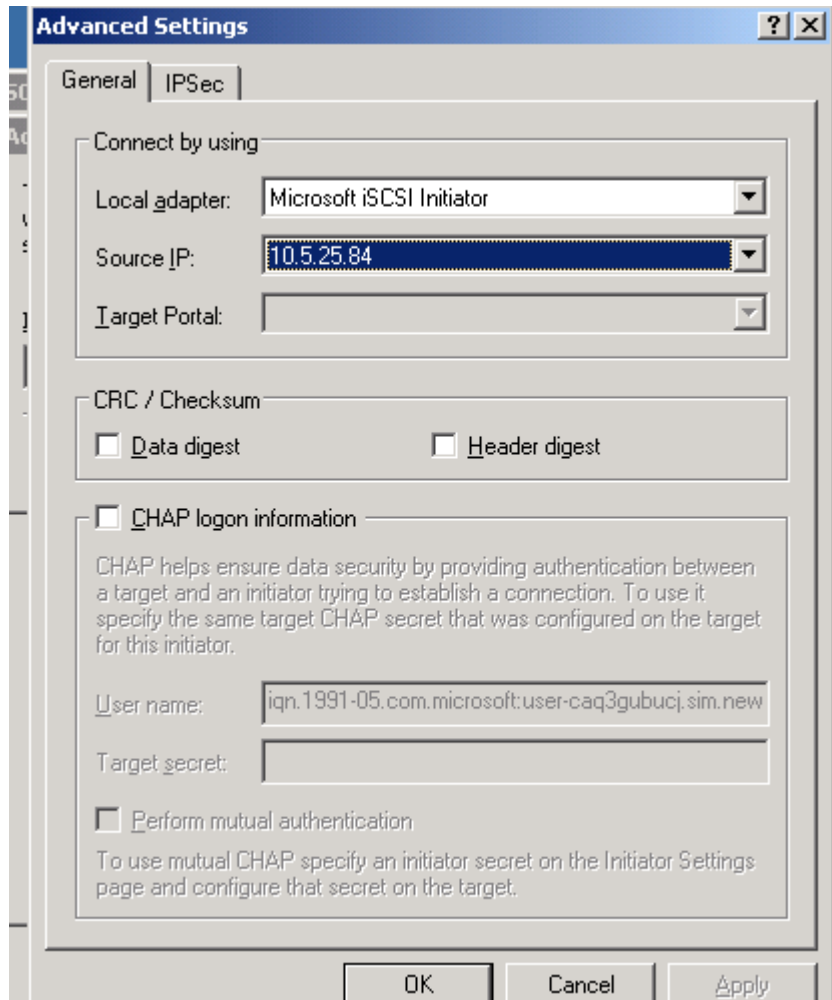 Advanced Settings
General IPSec
Connect by using
Local adapter: Microsoft iSCSI Initiator
Source IP: 10.5.25.84
Target Portal:
CRC / Checksum
Data digest Header digest
CHAP logon information
CHAP helps ensure data security by providing authentication between
a target and an initiator trying to establish a connection. To use it
specify the same target CHAP secret that was configured on the target
for this initiator.
User name: iqn.1991-05.com.microsoft:user-caq3gubucj.sim.new
Target secret:
Perform mutual authentication
To use mutual CHAP specify an initiator secret on the Initiator Settings
page and configure that secret on the target.
OK Cancel Apply